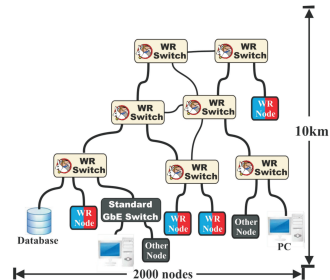 WR
Switch
WR
Switch
WR
Switch
WR
Switch
WR
Node
10km
WR
Switch
WR
Switch
WR
Switch
Standard
GbE Switch
WR
Node
WR
Node
WR
Node
Other
Node
Database
Other
Node
PC
2000 nodes